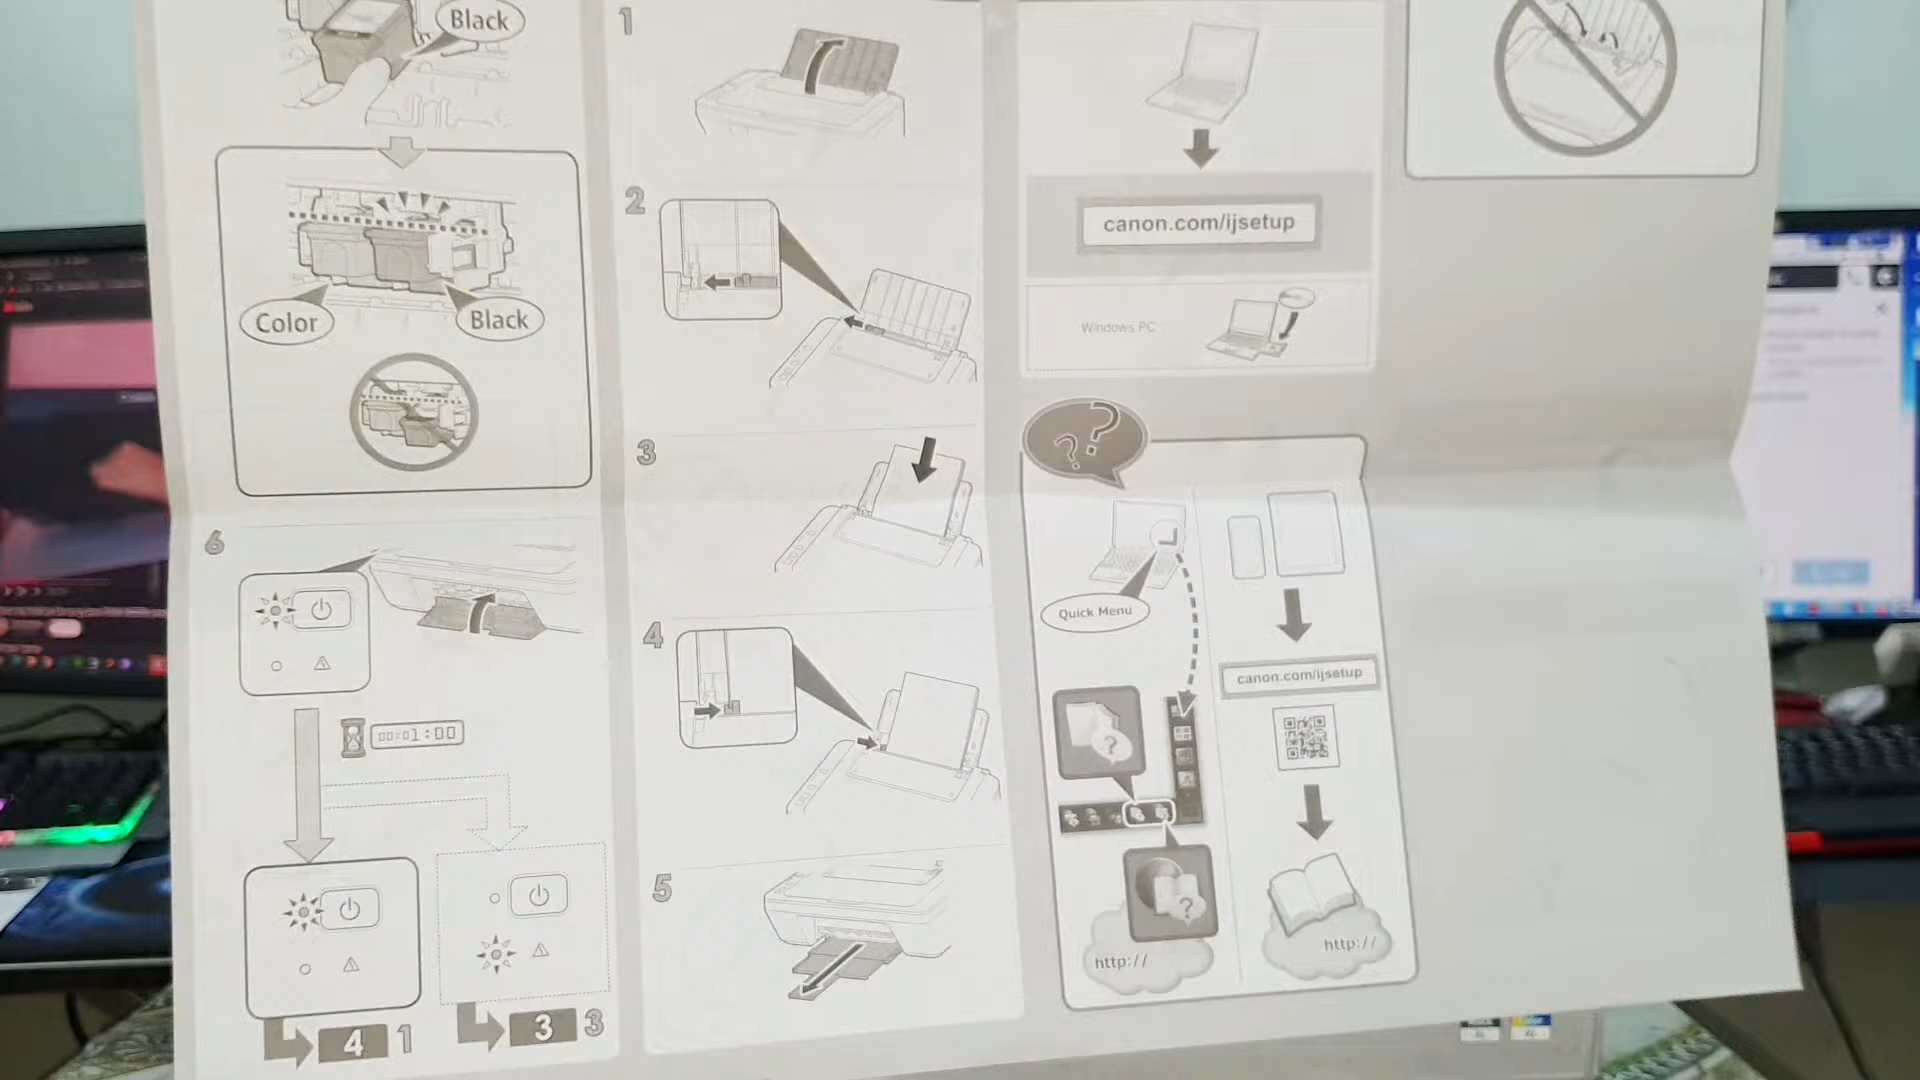 Black
Color
Black
6
00:01:00
4 1
3 3
1
2
3
4
5
canon.com/ijsetup
Windows PC
? ?
Quick Menu
?
?
http://
canon.com/ijsetup
http://